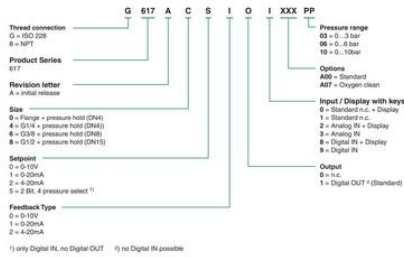 G 617 A C S I O I XXX PP
Thread connection
G = ISO 228
8 = NPT
Product Series
617
Revision letter
A = initial release
Size
0 = Flange + pressure hold (DN4)
4 = G1/4 + pressure hold (DN4))
6 = G3/8 + pressure hold (DN8)
8 = G1/2 + pressure hold (DN15)
Setpoint
0 = 0-10V
1 = 0-20mA
2 = 4-20mA
5 = 2 Bit, 4 pressure select ¹⁾
Feedback Type
0 = 0-10V
1 = 0-20mA
2 = 4-20mA
¹⁾ only Digital IN, no Digital OUT ²⁾ no Digital IN possible
Pressure range
03 = 0...3 bar
06 = 0...6 bar
10 = 0...10bar
Options
A00 = Standard
A07 = Oxygen clean
Input / Display with keys
0 = Standard n.c. + Display
1 = Standard n.c.
2 = Analog IN + Display
3 = Analog IN
8 = Digital IN + Display
9 = Digital IN
Output
0 = n.c.
1 = Digital OUT ² (Standard)